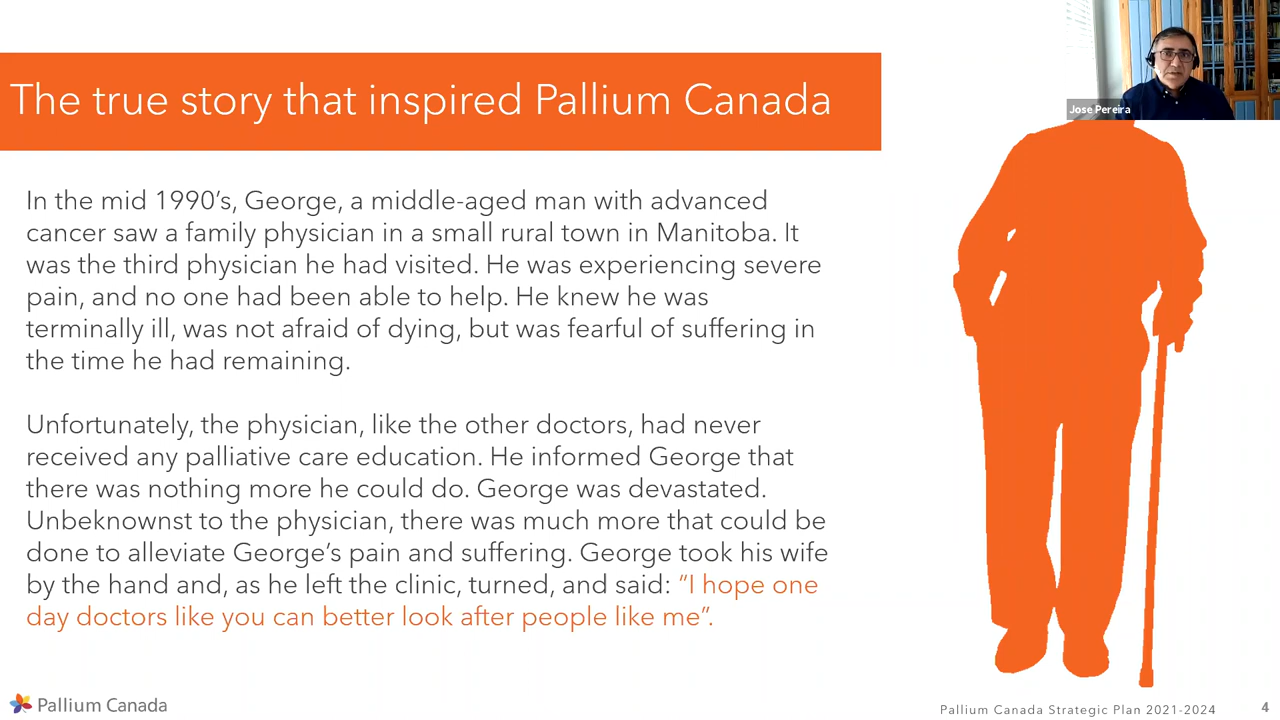 The true story that inspired Pallium Canada
Jose Pereira
In the mid 1990’s, George, a middle-aged man with advanced
cancer saw a family physician in a small rural town in Manitoba. It
was the third physician he had visited. He was experiencing severe
pain, and no one had been able to help. He knew he was
terminally ill, was not afraid of dying, but was fearful of suffering in
the time he had remaining.
Unfortunately, the physician, like the other doctors, had never
received any palliative care education. He informed George that
there was nothing more he could do. George was devastated.
Unbeknownst to the physician, there was much more that could be
done to alleviate George’s pain and suffering. George took his wife
by the hand and, as he left the clinic, turned, and said: “I hope one
day doctors like you can better look after people like me”.
Pallium Canada
Pallium Canada Strategic Plan 2021-2024
4